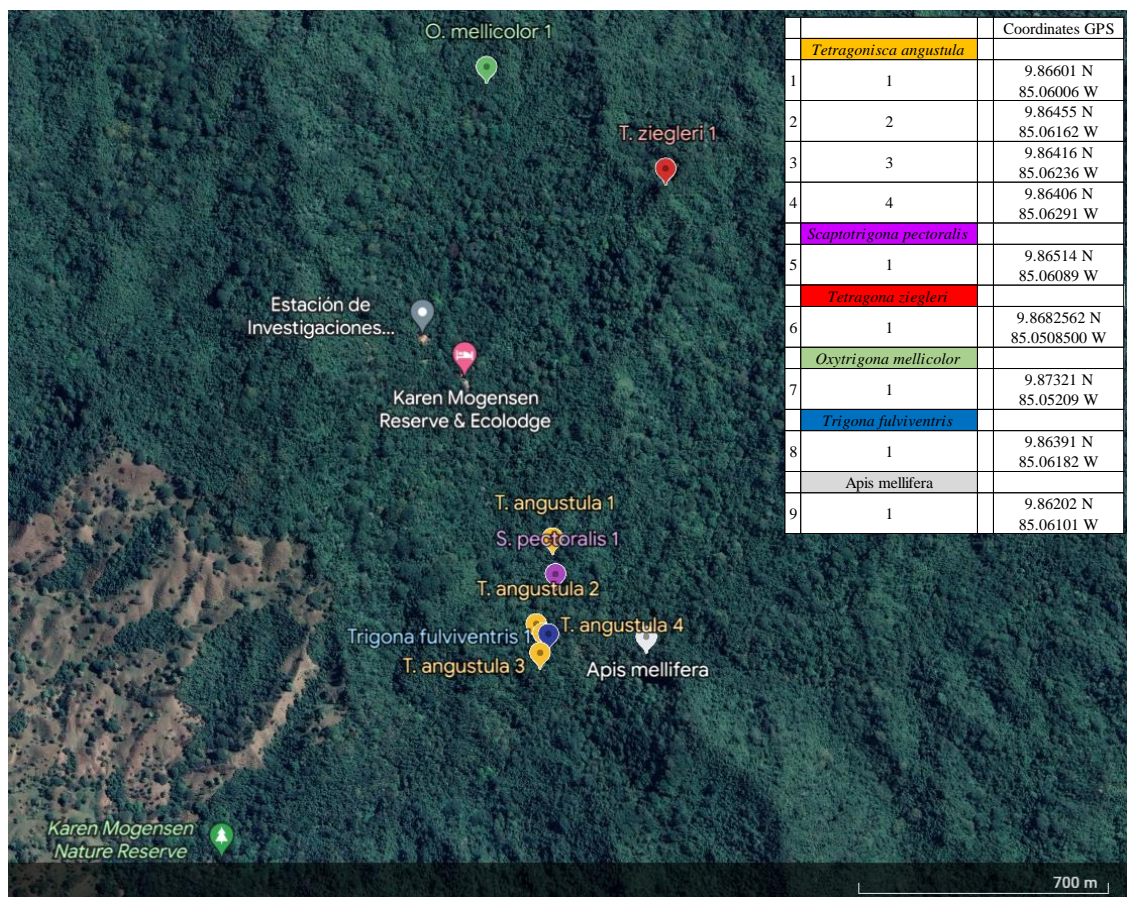 O. mellicolor 1
T. ziegleri 1
Estación de
Investigaciones...
Karen Mogensen
Reserve & Ecolodge
T. angustula 1
S. pectoralis 1
T. angustula 2
Trigona fulviventris 1
T. angustula 4
T. angustula 3
Apis mellifera
Karen Mogensen
Nature Reserve
700 m
Coordinates GPS
Tetragonisca angustula
1 1 9.86601 N
85.06006 W
2 2 9.86455 N
85.06162 W
3 3 9.86416 N
85.06236 W
4 4 9.86406 N
85.06291 W
Scaptotrigona pectoralis
5 1 9.86514 N
85.06089 W
Tetragona ziegleri
6 1 9.8682562 N
85.0508500 W
Oxytrigona mellicolor
7 1 9.87321 N
85.05209 W
Trigona fulviventris
8 1 9.86391 N
85.06182 W
Apis mellifera
9 1 9.86202 N
85.06101 W